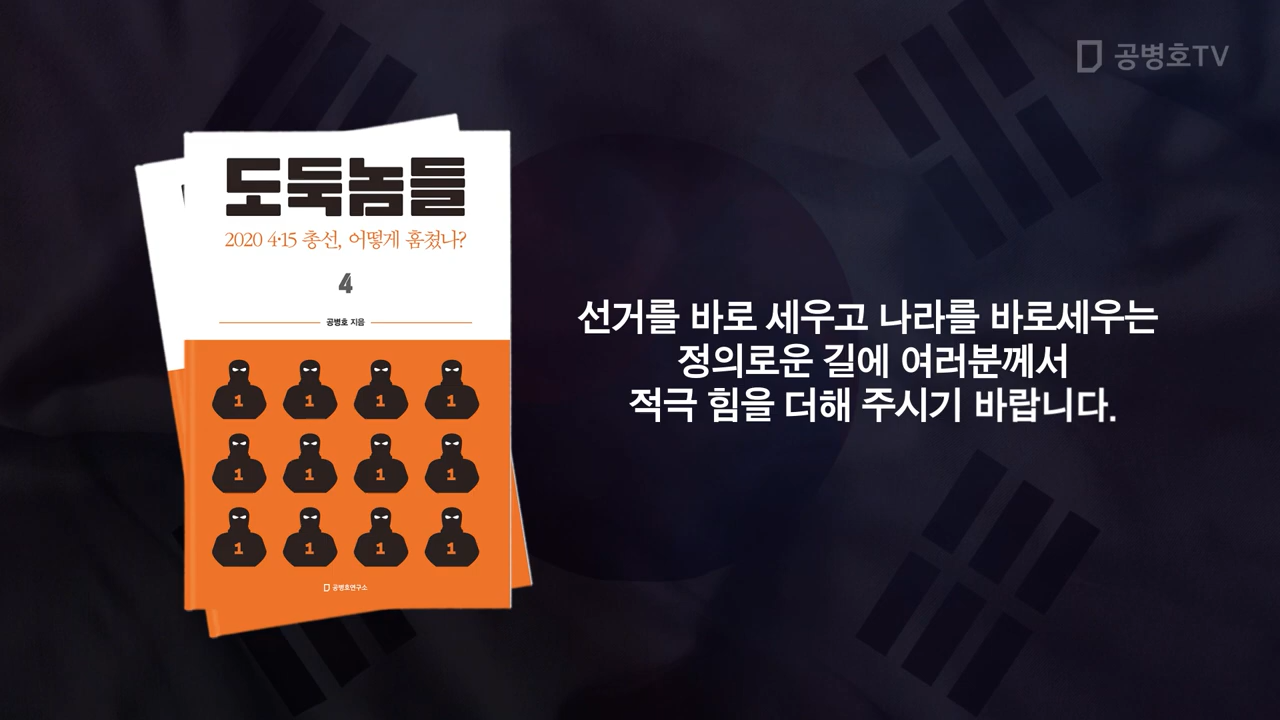 공병호TV
도둑놈들
2020 4·15 총선, 어떻게 훔쳤나?
4
공병호 지음
1 1 1 1
1 1 1 1
1 1 1 1
공병호연구소
선거를 바로 세우고 나라를 바로세우는
정의로운 길에 여러분께서
적극 힘을 더해 주시기 바랍니다.